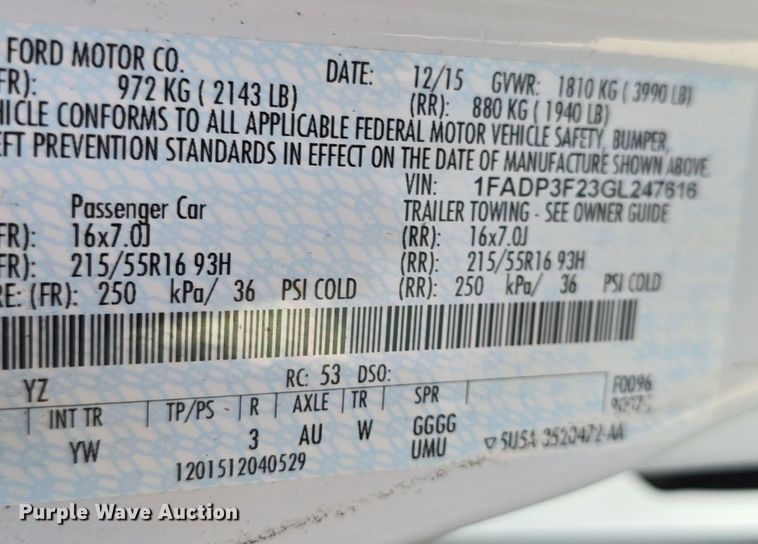 FORD MOTOR CO. DATE: 12/15 GVWR: 1810 KG ( 3990 LB)
FR): 972 KG ( 2143 LB) (RR): 880 KG ( 1940 LB)
HICLE CONFORMS TO ALL APPLICABLE FEDERAL MOTOR VEHICLE SAFETY, BUMPER,
EFT PREVENTION STANDARDS IN EFFECT ON THE DATE OF MANUFACTURE SHOWN ABOVE.
VIN: 1FADP3F23GL247616
Passenger Car TRAILER TOWING - SEE OWNER GUIDE
FR): 16x7.0J (RR): 16x7.0J
FR): 215/55R16 93H (RR): 215/55R16 93H
RE: (FR): 250 kPa/ 36 PSI COLD (RR): 250 kPa/ 36 PSI COLD
YZ RC: 53 DSO: F0096
INT TR TP/PS R AXLE TR SPR
YW 3 AU W GGGG
UMU
1201512040529 5U5A-3520472-AA
Purple Wave Auction